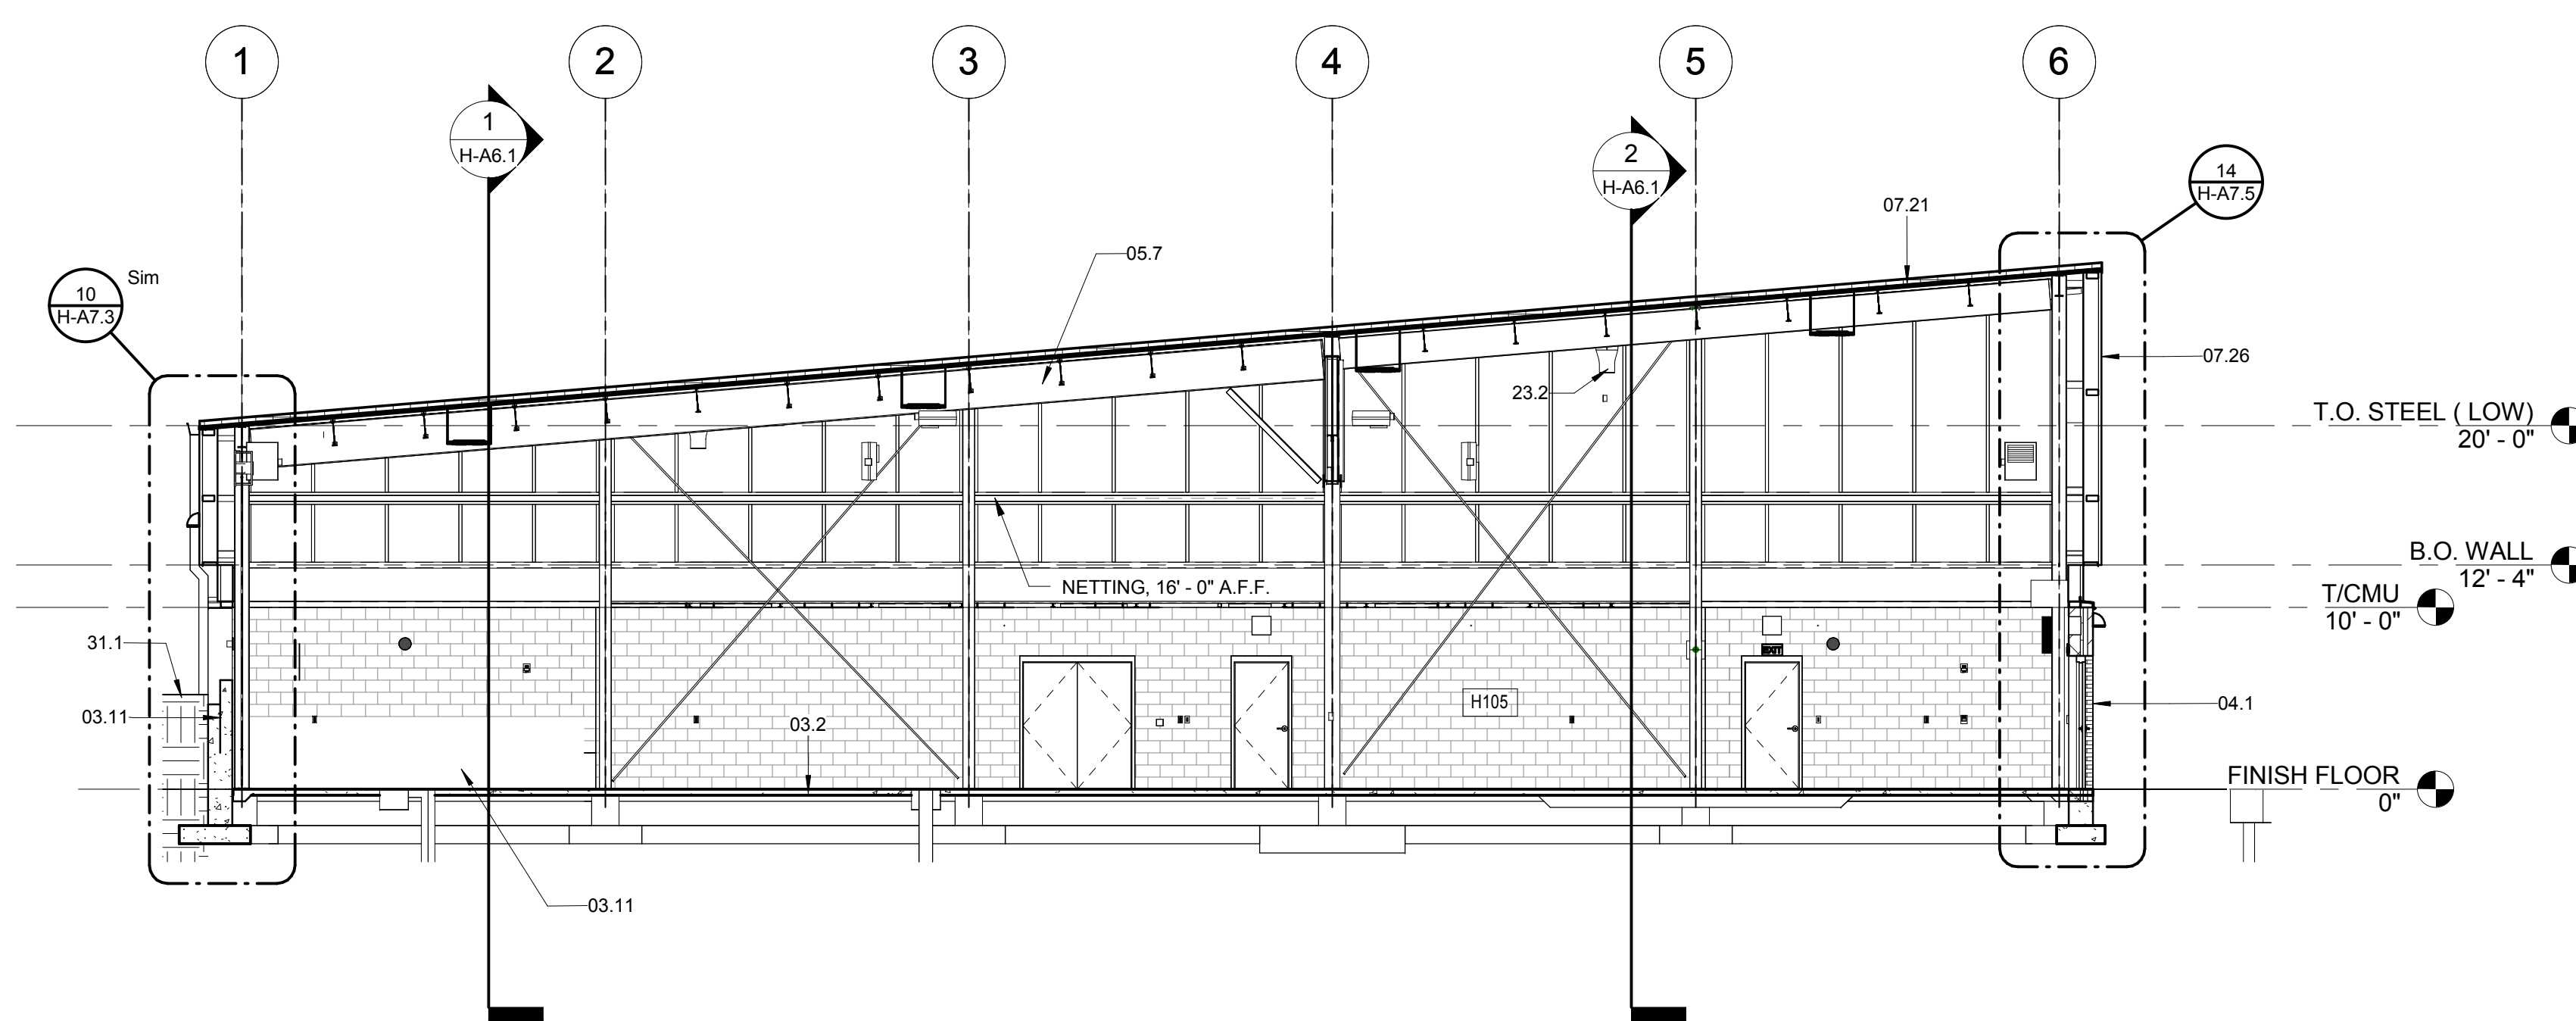 1
2
3
4
5
6
1
H-A6.1
2
H-A6.1
14
H-A7.5
07.21
05.7
Sim
10
H-A7.3
07.26
23.2
T.O. STEEL ( LOW)
20' - 0"
B.O. WALL
12' - 4"
NETTING, 16' - 0" A.F.F.
T/CMU
10' - 0"
31.1
EXIT
H105
03.11
03.2
04.1
FINISH FLOOR
0"
03.11